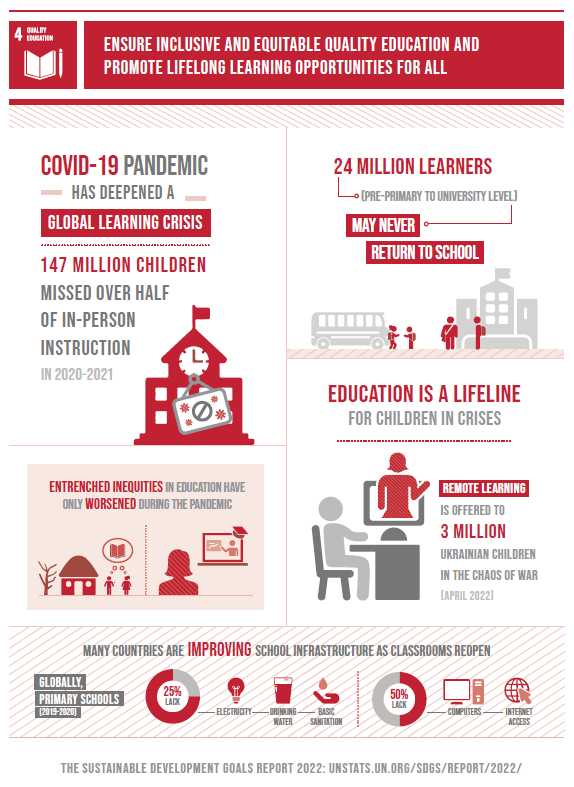 4 QUALITY
EDUCATION
ENSURE INCLUSIVE AND EQUITABLE QUALITY EDUCATION AND
PROMOTE LIFELONG LEARNING OPPORTUNITIES FOR ALL
COVID-19 PANDEMIC
HAS DEEPENED A
GLOBAL LEARNING CRISIS
147 MILLION CHILDREN
MISSED OVER HALF
OF IN-PERSON
INSTRUCTION
IN 2020-2021
24 MILLION LEARNERS
(PRE-PRIMARY TO UNIVERSITY LEVEL)
MAY NEVER
RETURN TO SCHOOL
ENTRENCHED INEQUITIES IN EDUCATION HAVE
ONLY WORSENED DURING THE PANDEMIC
EDUCATION IS A LIFELINE
FOR CHILDREN IN CRISES
REMOTE LEARNING
IS OFFERED TO
3 MILLION
UKRAINIAN CHILDREN
IN THE CHAOS OF WAR
(APRIL 2022)
MANY COUNTRIES ARE IMPROVING SCHOOL INFRASTRUCTURE AS CLASSROOMS REOPEN
GLOBALLY,
PRIMARY SCHOOLS
(2019-2020)
25%
LACK
ELECTRICITY
DRINKING
WATER
BASIC
SANITATION
50%
LACK
COMPUTERS
INTERNET
ACCESS
THE SUSTAINABLE DEVELOPMENT GOALS REPORT 2022: UNSTATS.UN.ORG/SDGS/REPORT/2022/